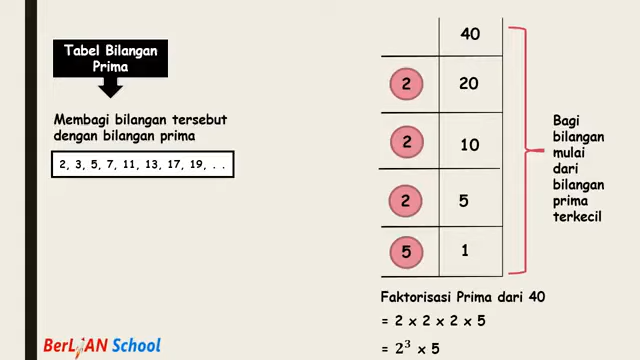 Tabel Bilangan
Prima
Membagi bilangan tersebut
dengan bilangan prima
2, 3, 5, 7, 11, 13, 17, 19, . .
40
2 20
2 10
2 5
5 1
Bagi
bilangan
mulai
dari
bilangan
prima
terkecil
Faktorisasi Prima dari 40
= 2 x 2 x 2 x 5
= 2³ x 5
BerLIAN School